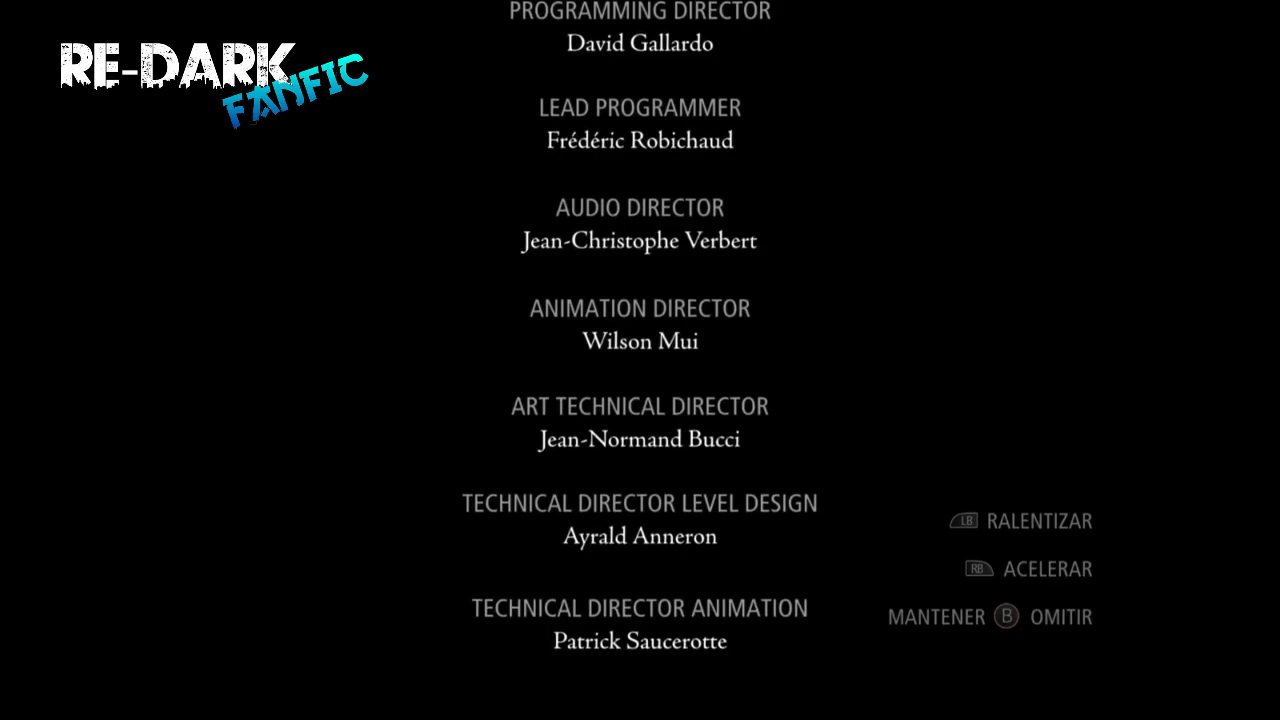 PROGRAMMING DIRECTOR
David Gallardo
RE-DARK
FANFIC
LEAD PROGRAMMER
Frédéric Robichaud
AUDIO DIRECTOR
Jean-Christophe Verbert
ANIMATION DIRECTOR
Wilson Mui
ART TECHNICAL DIRECTOR
Jean-Normand Bucci
TECHNICAL DIRECTOR LEVEL DESIGN
Ayrald Anneron
LB RALENTIZAR
RB ACELERAR
TECHNICAL DIRECTOR ANIMATION
Patrick Saucerotte
MANTENER B OMITIR